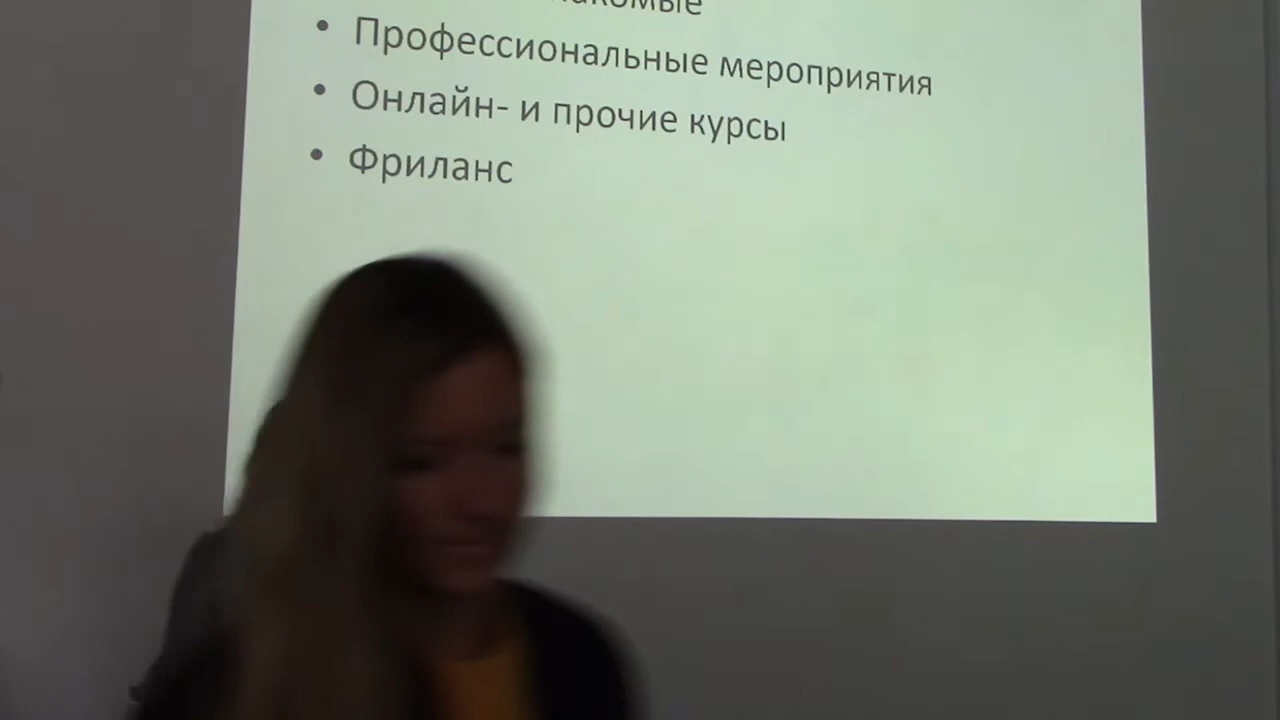 • Профессиональные мероприятия
• Онлайн- и прочие курсы
• Фриланс